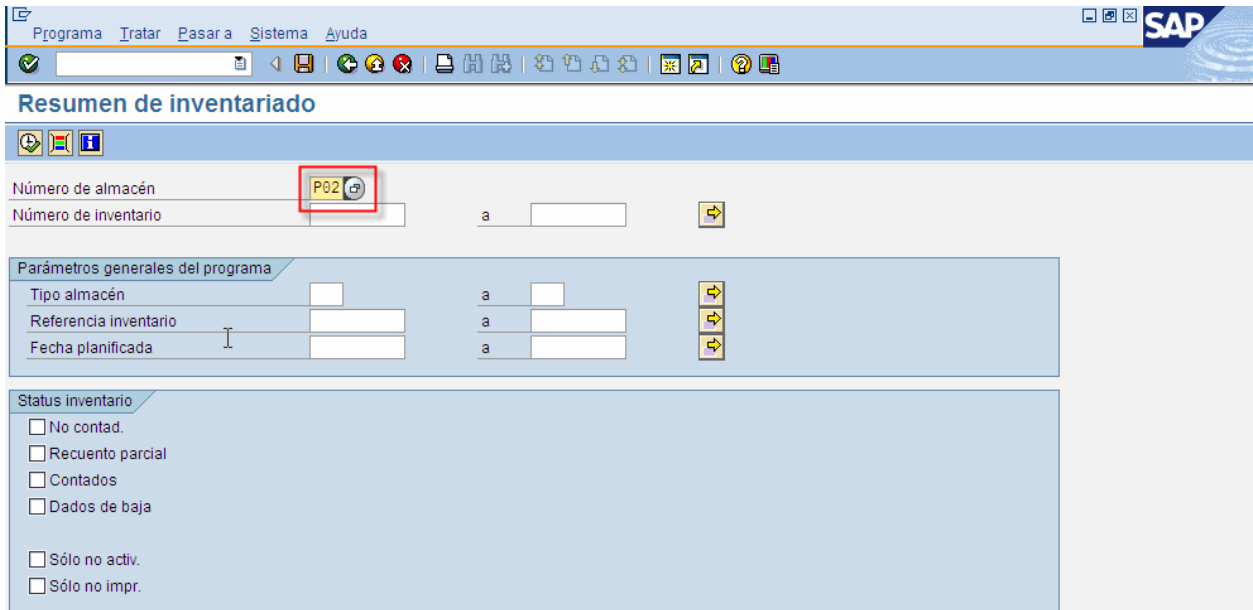 Programa Tratar Pasar a Sistema Ayuda
SAP
Resumen de inventariado
Número de almacén P02
Número de inventario a
Parámetros generales del programa
Tipo almacén a
Referencia inventario a
Fecha planificada a
Status inventario
No contad.
Recuento parcial
Contados
Dados de baja
Sólo no activ.
Sólo no impr.